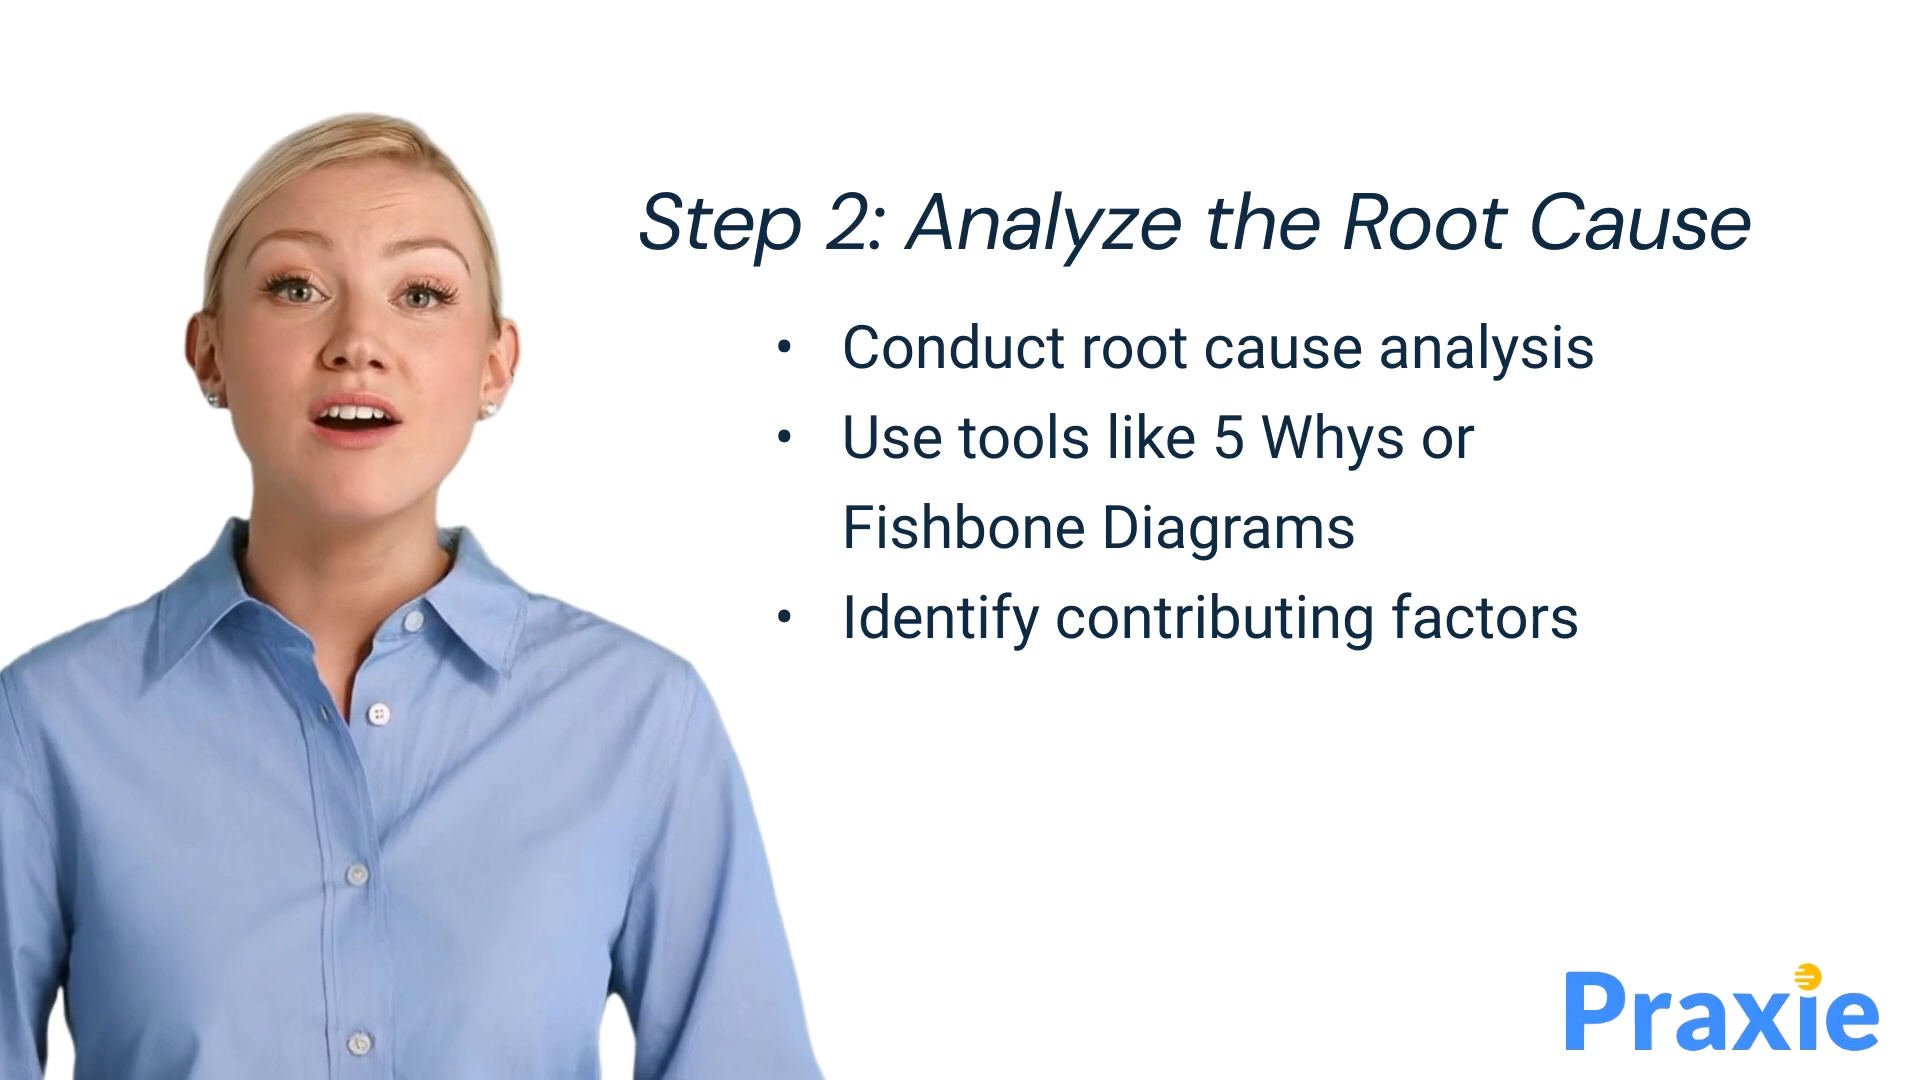 Step 2: Analyze the Root Cause
• Conduct root cause analysis
• Use tools like 5 Whys or
Fishbone Diagrams
• Identify contributing factors
Praxie